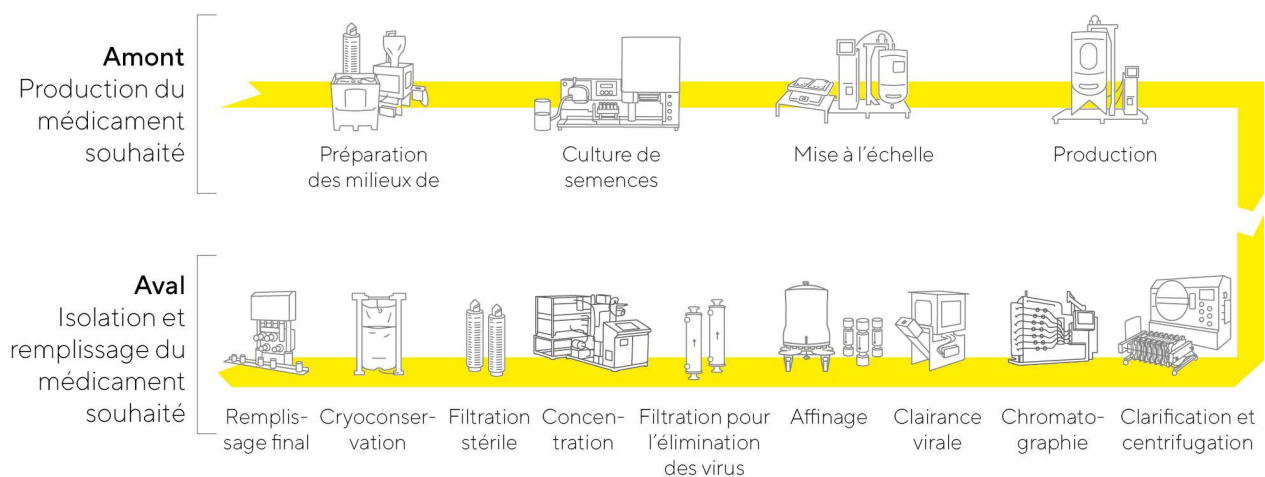 Amont
Production du
médicament
souhaité
Préparation
des milieux de
Culture de
semences
Mise à l'échelle
Production
Aval
Isolation et
remplissage du
médicament
souhaité
Remplis-
sage final
Cryoconser-
vation
Filtration
stérile
Concen-
tration
Filtration pour
l'élimination
des virus
Affinage
Clairance
virale
Chromato-
graphie
Clarification et
centrifugation